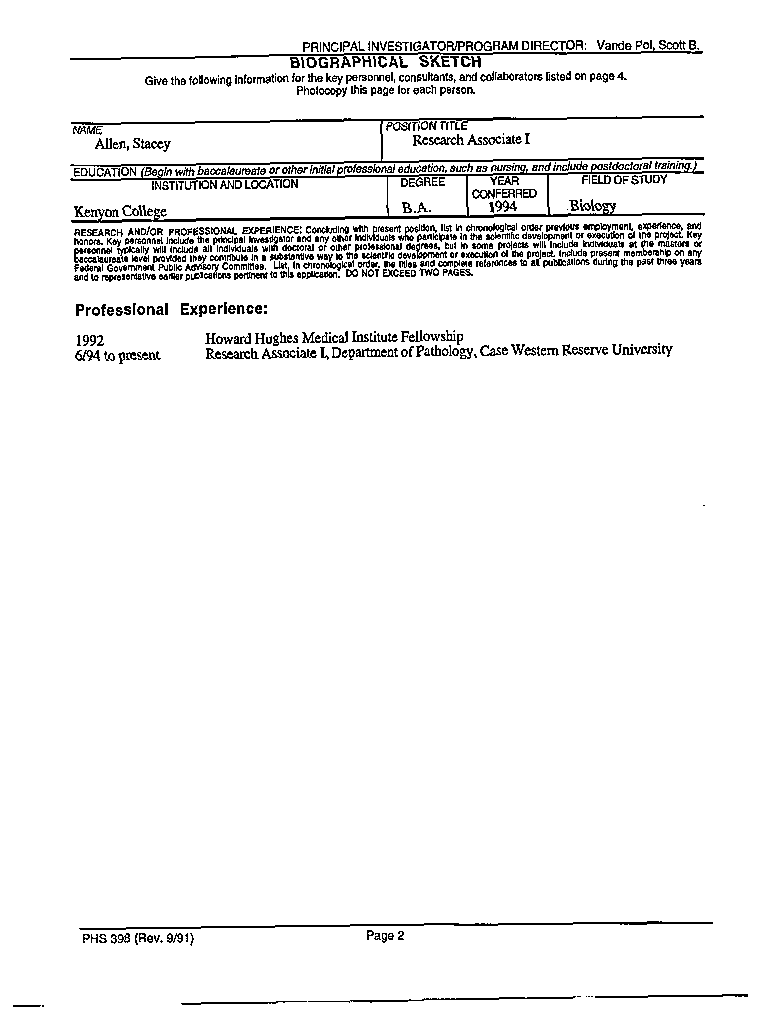 PRINCIPAL INVESTIGATOR/PROGRAM DIRECTOR: Vande Pol, Scott B.
BIOGRAPHICAL SKETCH
Give the following information for the key personnel, consultants, and collaborators listed on page 4.
Photocopy this page for each person.
NAME
Allen, Stacey
POSITION TITLE
Research Associate I
EDUCATION (Begin with baccalaureate or other initial professional education, such as nursing, and include postdoctoral training.)
INSTITUTION AND LOCATION DEGREE YEAR CONFERRED FIELD OF STUDY
Kenyon College B.A. 1994 Biology
RESEARCH AND/OR PROFESSIONAL EXPERIENCE: Concluding with present position, list in chronological order previous employment, experience, and
honors. Key personnel include the principal investigator and any other individuals who participate in the scientific development or execution of the project. Key
personnel typically will include all individuals with doctoral or other professional degrees, but in some projects will include individuals at the masters or
baccalaureate level provided they contribute in a substantive way to the scientific development or execution of the project. Include present membership on any
Federal Government Public Advisory Committee. List, in chronological order, the titles and complete references to all publications during the past three years
and to representative earlier publications pertinent to this application. DO NOT EXCEED TWO PAGES.
Professional Experience:
1992 Howard Hughes Medical Institute Fellowship
6/94 to present Research Associate I, Department of Pathology, Case Western Reserve University
PHS 398 (Rev. 9/91) Page 2